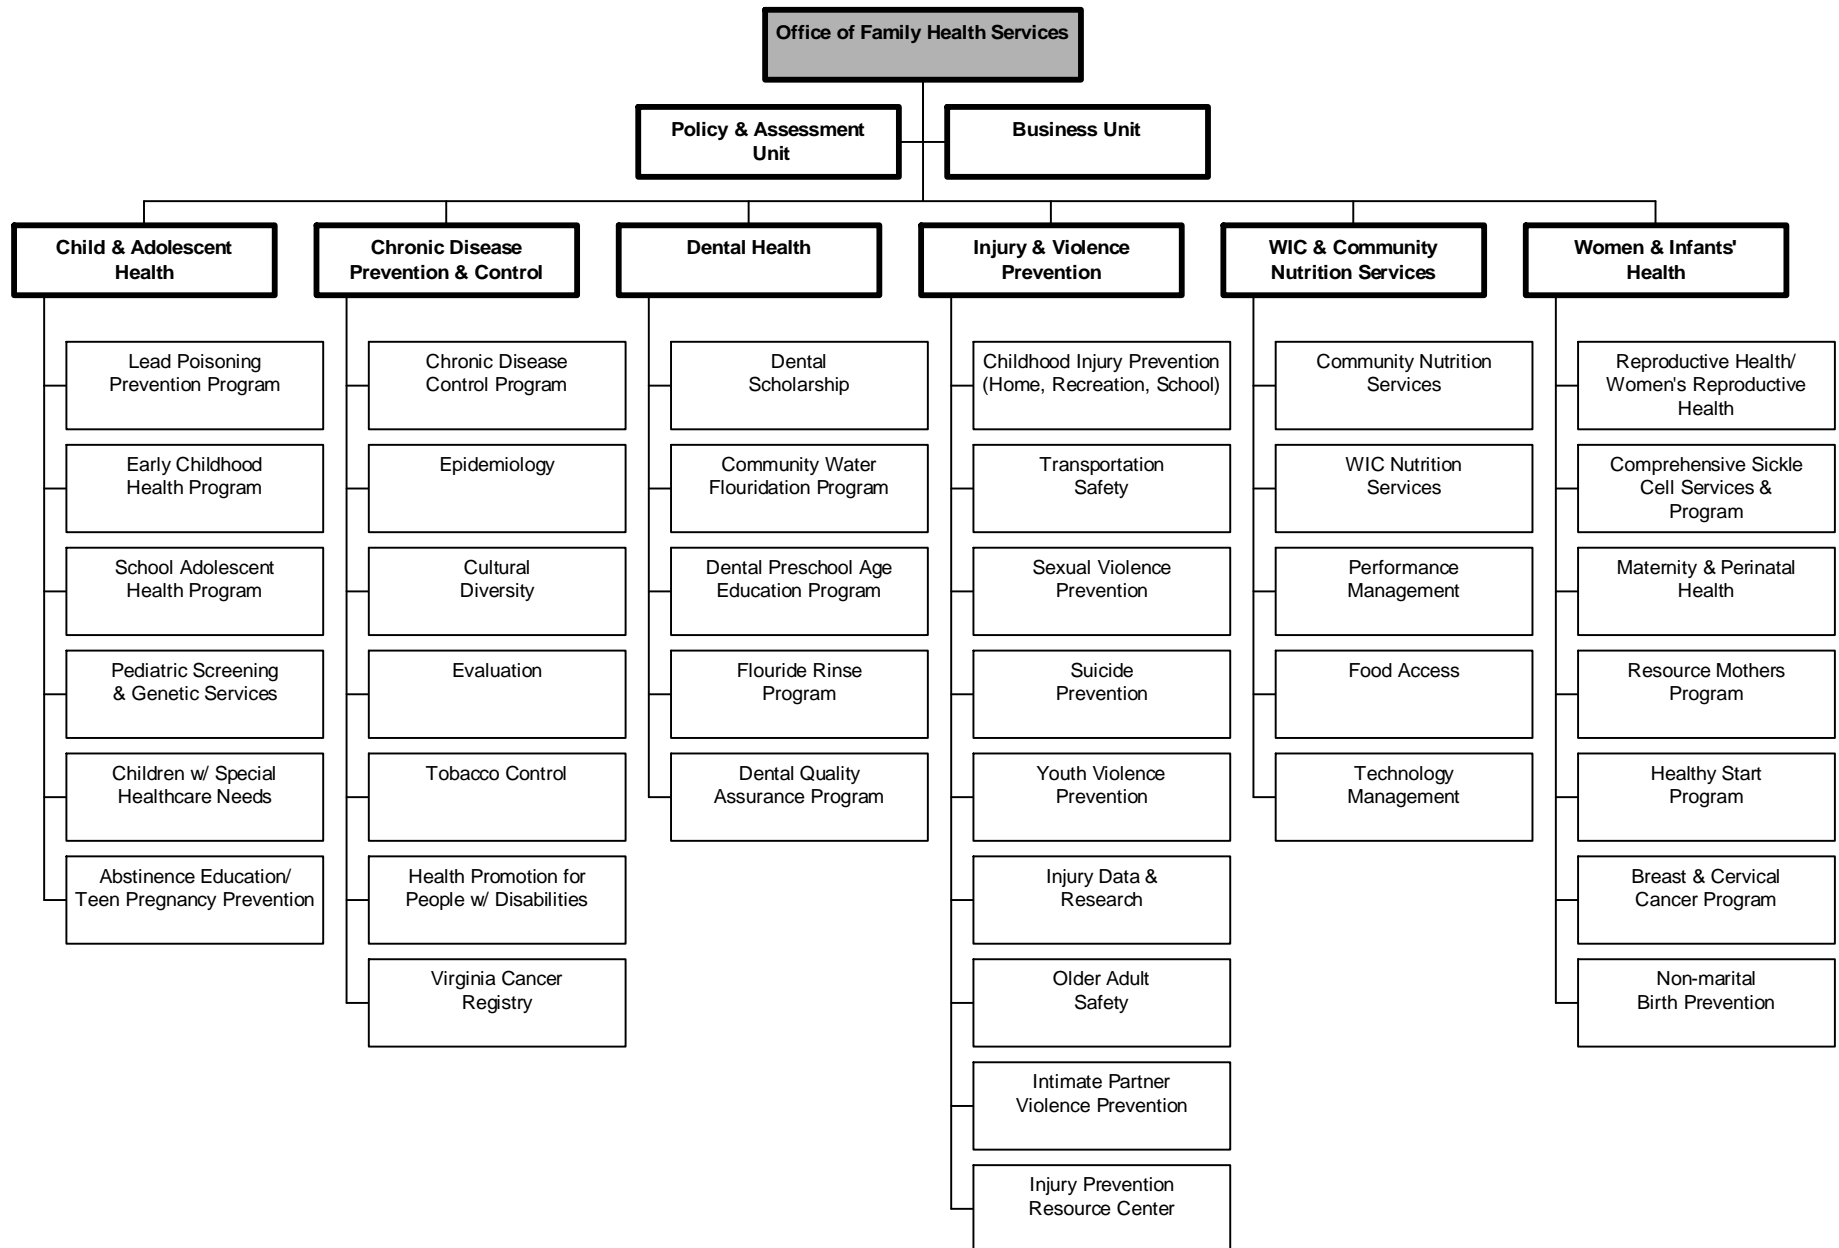 Office of Family Health Services
Policy & Assessment
Unit
Business Unit
Child & Adolescent
Health
Chronic Disease
Prevention & Control
Dental Health
Injury & Violence
Prevention
WIC & Community
Nutrition Services
Women & Infants'
Health
Lead Poisoning
Prevention Program
Early Childhood
Health Program
School Adolescent
Health Program
Pediatric Screening
& Genetic Services
Children w/ Special
Healthcare Needs
Abstinence Education/
Teen Pregnancy Prevention
Chronic Disease
Control Program
Epidemiology
Cultural
Diversity
Evaluation
Tobacco Control
Health Promotion for
People w/ Disabilities
Virginia Cancer
Registry
Dental
Scholarship
Community Water
Flouridation Program
Dental Preschool Age
Education Program
Flouride Rinse
Program
Dental Quality
Assurance Program
Childhood Injury Prevention
(Home, Recreation, School)
Transportation
Safety
Sexual Violence
Prevention
Suicide
Prevention
Youth Violence
Prevention
Injury Data &
Research
Older Adult
Safety
Intimate Partner
Violence Prevention
Injury Prevention
Resource Center
Community Nutrition
Services
WIC Nutrition
Services
Performance
Management
Food Access
Technology
Management
Reproductive Health/
Women's Reproductive
Health
Comprehensive Sickle
Cell Services &
Program
Maternity & Perinatal
Health
Resource Mothers
Program
Healthy Start
Program
Breast & Cervical
Cancer Program
Non-marital
Birth Prevention